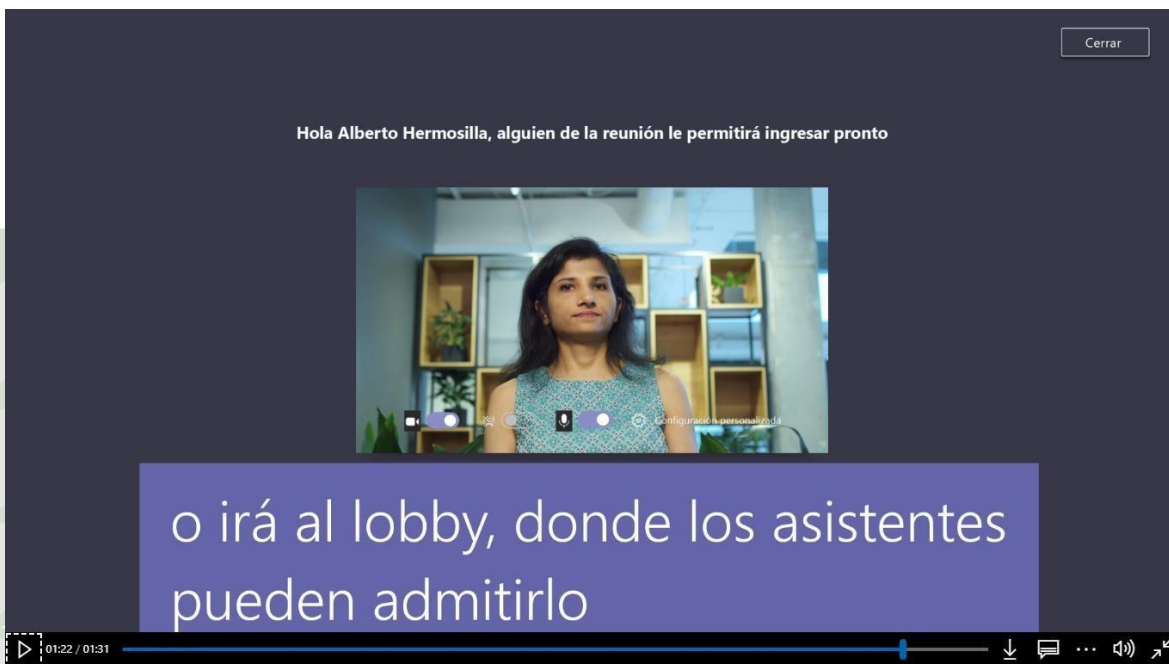 Cerrar
Hola Alberto Hermosilla, alguien de la reunión le permitirá ingresar pronto
Configuración personalizada
o irá al lobby, donde los asistentes
pueden admitirlo
01:22 / 01:31